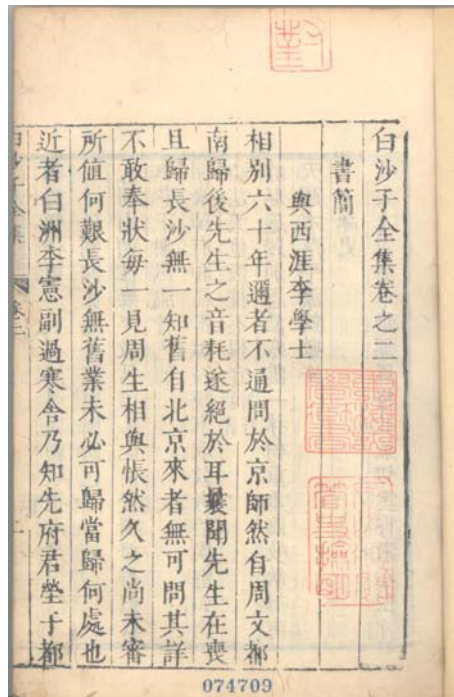 白沙子全集卷之二
書簡
與西涯李學士
相別六十年邇者不通問於京師然自周文都
南歸後先生之音耗遂絕於耳曩聞先生在喪
且歸長沙無一知舊自北京來者無可問其詳
不敢奉狀每一見周生相與悵然久之尚未審
所值何艱長沙無舊業未必可歸當歸何處也
近者白洲李憲副過寒舍乃知先府君塋于都
白沙子全集
卷二
074709